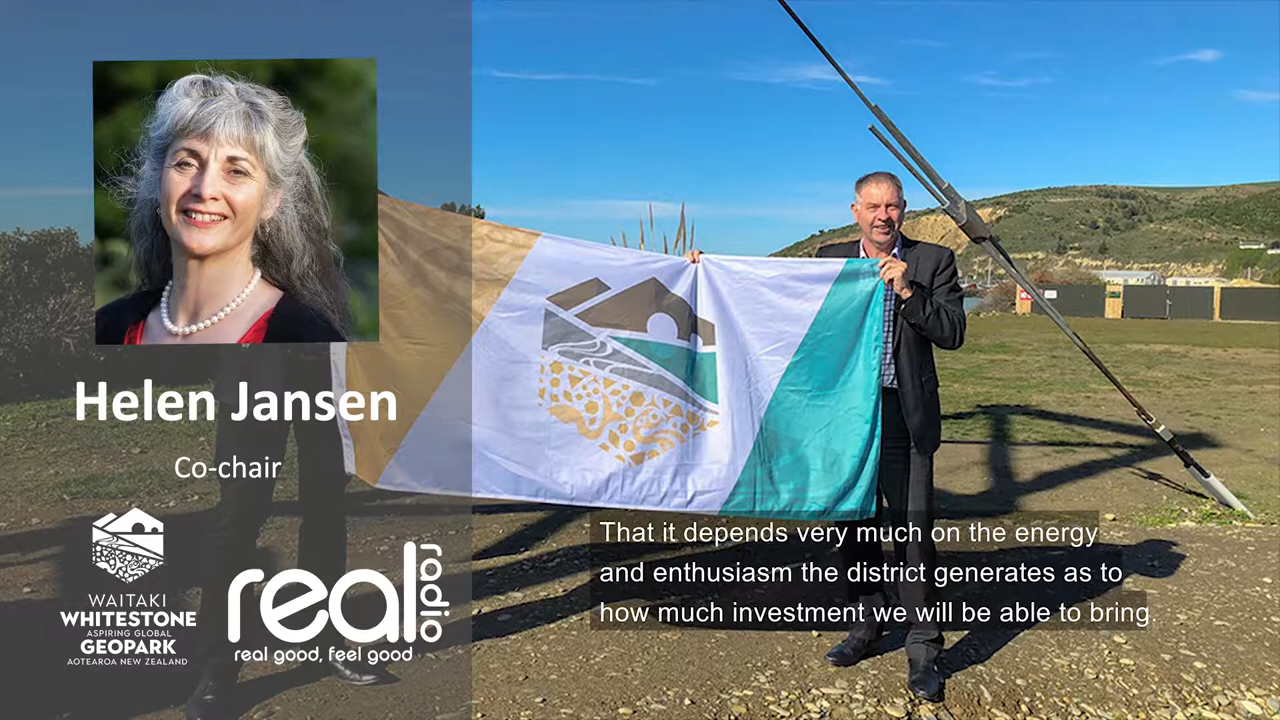 Helen Jansen
Co-chair
WAITAKI
WHITESTONE
ASPIRING GLOBAL
GEOPARK
AOTEAROA NEW ZEALAND
real radio
real good, feel good
That it depends very much on the energy
and enthusiasm the district generates as to
how much investment we will be able to bring.